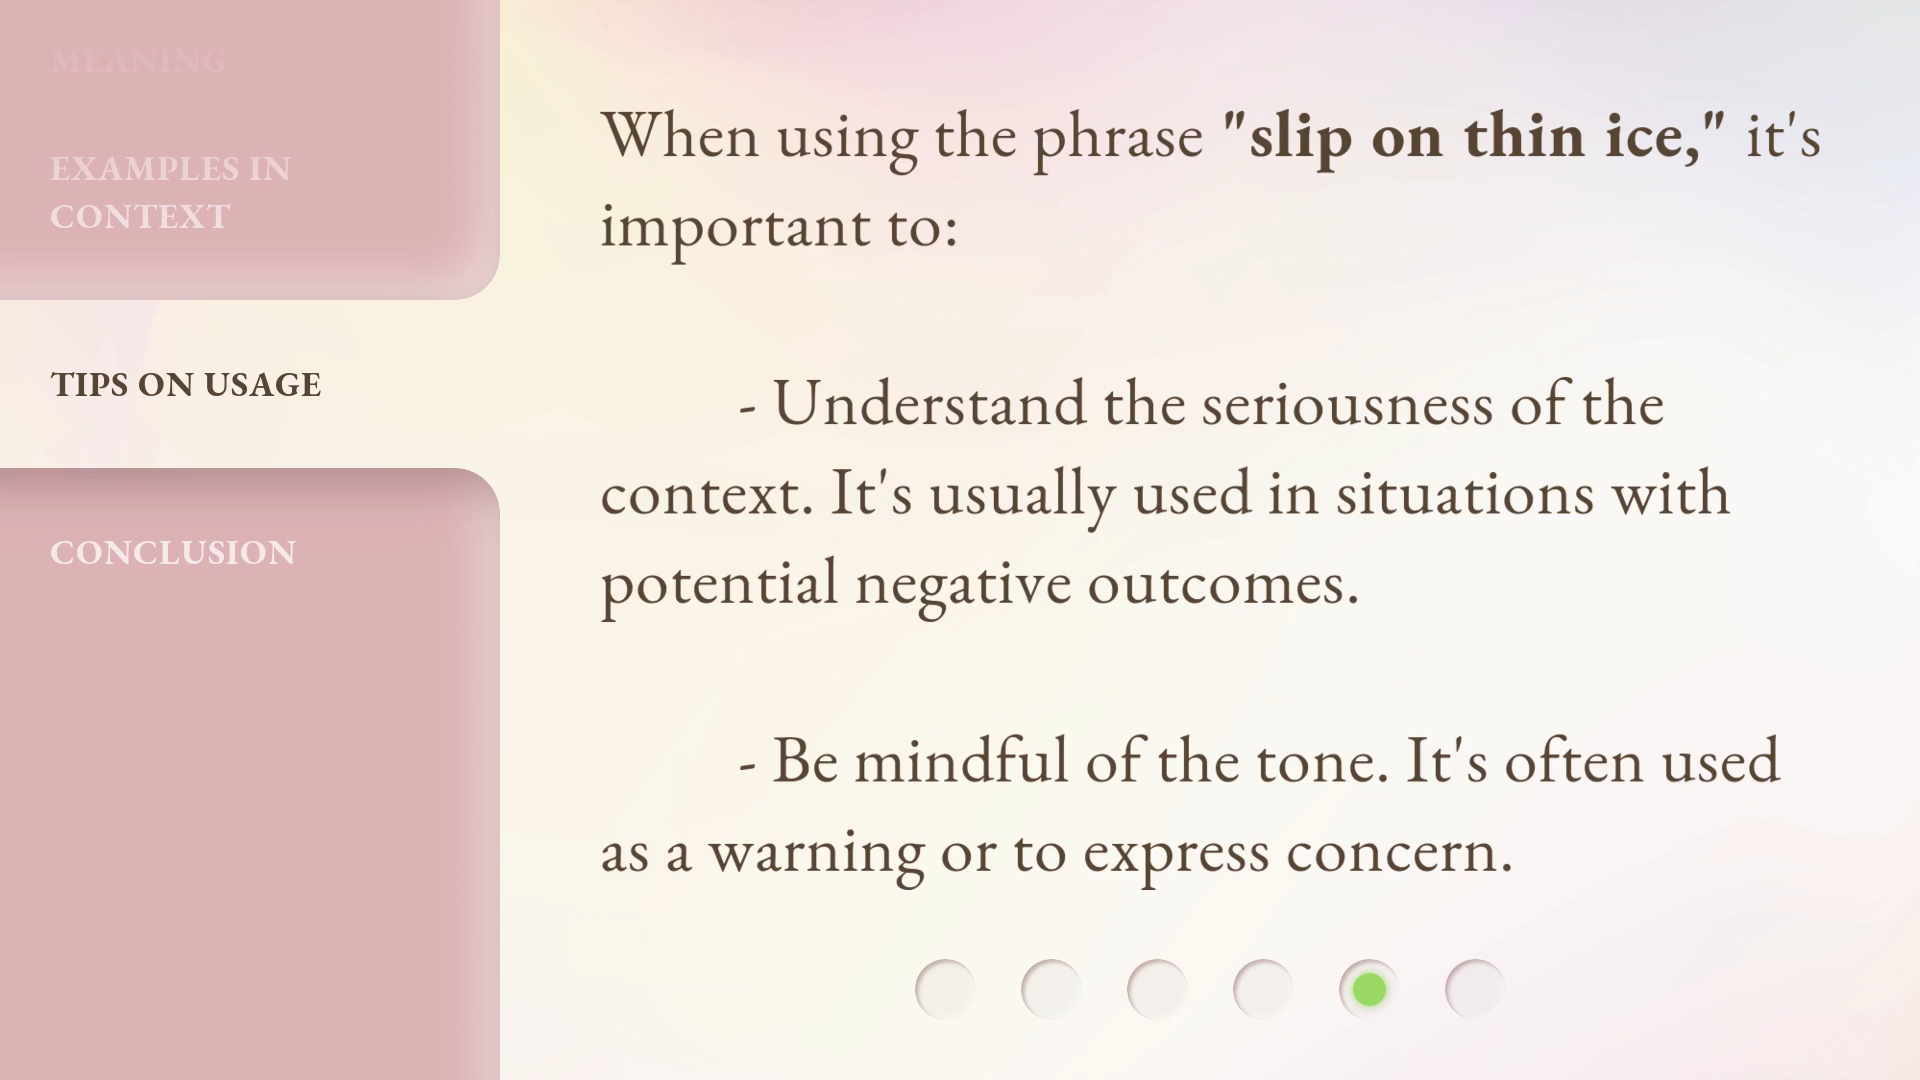 MEANING
EXAMPLES IN
CONTEXT
TIPS ON USAGE
CONCLUSION
When using the phrase "slip on thin ice," it's
important to:
- Understand the seriousness of the
context. It's usually used in situations with
potential negative outcomes.
- Be mindful of the tone. It's often used
as a warning or to express concern.